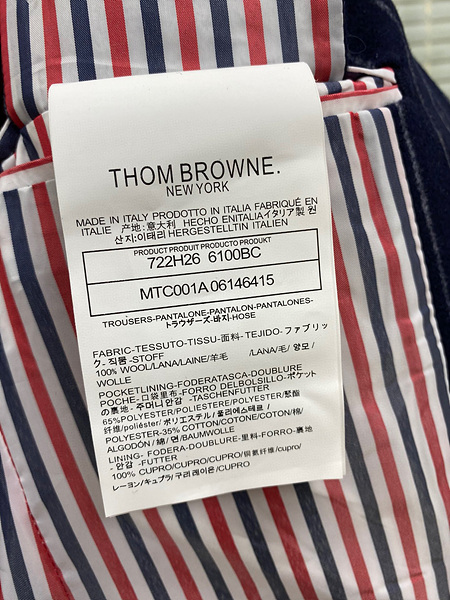 THOM BROWNE.
NEW YORK
MADE IN ITALY PRODOTTO IN ITALIA FABRIQUÉ EN
ITALIE 产地:意大利 HECHO ENITALIAイタリア製 원
산지:이태리 HERGESTELLTIN ITALIEN
PRODUCT PRODUIT PRODUCTO PRODUKT
722H26 6100BC
MTC001A 06146415
TROUSERS-PANTALONE-PANTALON-PANTALONES-
トラウザーズ-바지-HOSE
FABRIC-TESSUTO-TISSU-面料-TEJIDO-ファブリッ
ク-직품-STOFF
100% WOOL/LANA/LAINE/羊毛 /LANA/毛/ 양모 /
WOLLE
POCKETLINING-FODERATASCA-DOUBLURE
POCHE-口袋里布-FORRO DELBOLSILLO-ポケット
の裏地-주머니안감 -TASCHENFUTTER
65%POLYESTER/POLIESTERE/POLYESTER/聚酯
纤维/poliéster/ポリエステル/폴리에스테르/
POLYESTER-35% COTTON/COTONE/COTON/棉/
ALGODÓN/綿/면/BAUMWOLLE
LINING- FODERA-DOUBLURE-里料-FORRO-裏地
-안감 -FUTTER
100% CUPRO/CUPRO/CUPRO/铜氨纤维/cupro/
レーヨン/キュプラ/구리레이온/CUPRO